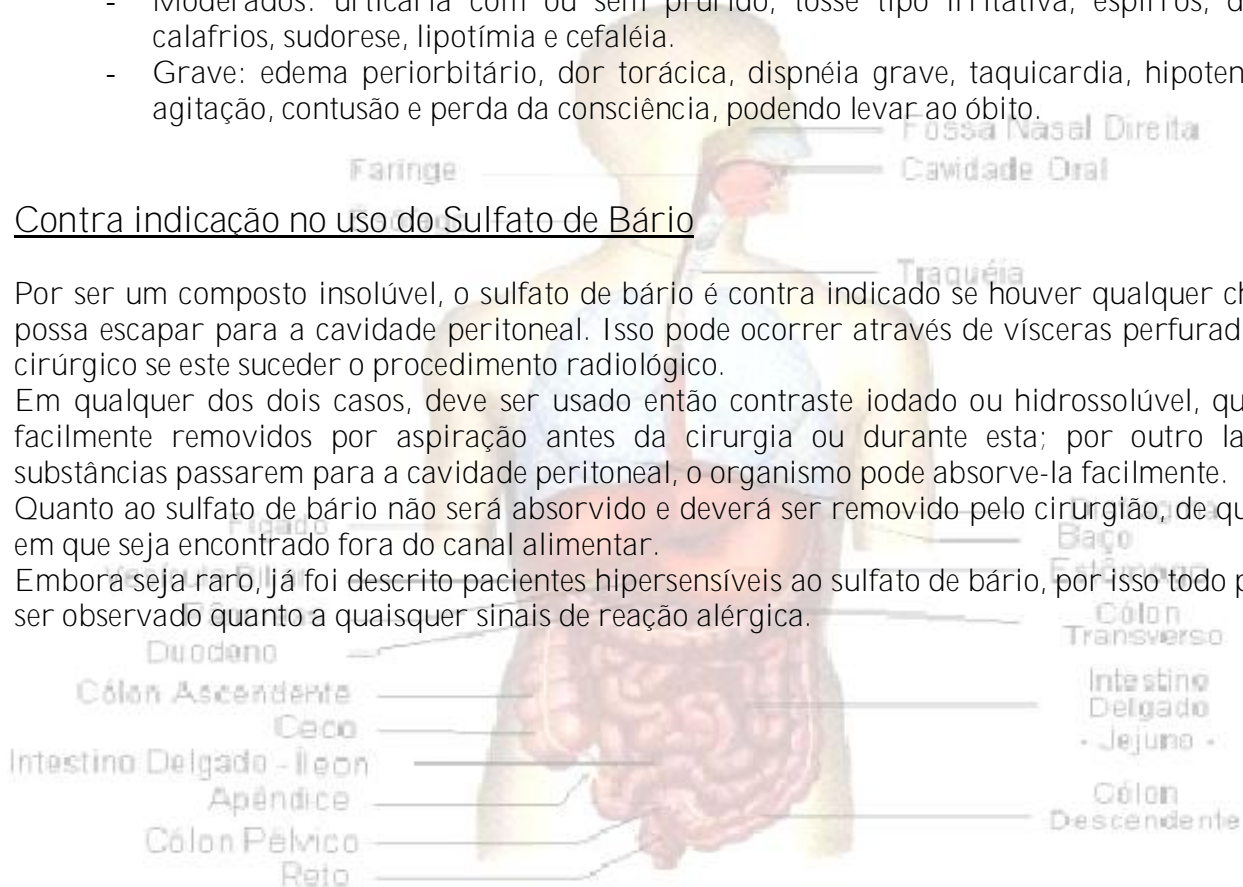 - Moderados: urticária com ou sem prurido, tosse tipo irritativa, espirros,
calafrios, sudorese, lipotímia e cefaléia.
- Grave: edema periorbitário, dor torácica, dispnéia grave, taquicardia, hipoten
agitação, contusão e perda da consciência, podendo levar ao óbito.
Fossa Nasal Direita
Faringe
Cavidade Oral
Contra indicação no uso do Sulfato de Bário
Traquéia
Por ser um composto insolúvel, o sulfato de bário é contra indicado se houver qualquer ch
possa escapar para a cavidade peritoneal. Isso pode ocorrer através de vísceras perfurad
cirúrgico se este suceder o procedimento radiológico.
Em qualquer dos dois casos, deve ser usado então contraste iodado ou hidrossolúvel, qu
facilmente removidos por aspiração antes da cirurgia ou durante esta; por outro la
substâncias passarem para a cavidade peritoneal, o organismo pode absorve-la facilmente.
Quanto ao sulfato de bário não será absorvido e deverá ser removido pelo cirurgião, de qu
Fígado
em que seja encontrado fora do canal alimentar.
Baço
Vesícula Biliar
Estômago
Embora seja raro, já foi descrito pacientes hipersensíveis ao sulfato de bário, por isso todo p
ser observado quanto a quaisquer sinais de reação alérgica.
Cólon
Transverso
Duodeno
Cólon Ascendente
Intestino
Delgado
- Jejuno -
Ceco
Intestino Delgado - Íleon
Apêndice
Cólon
Descendente
Cólon Pélvico
Reto